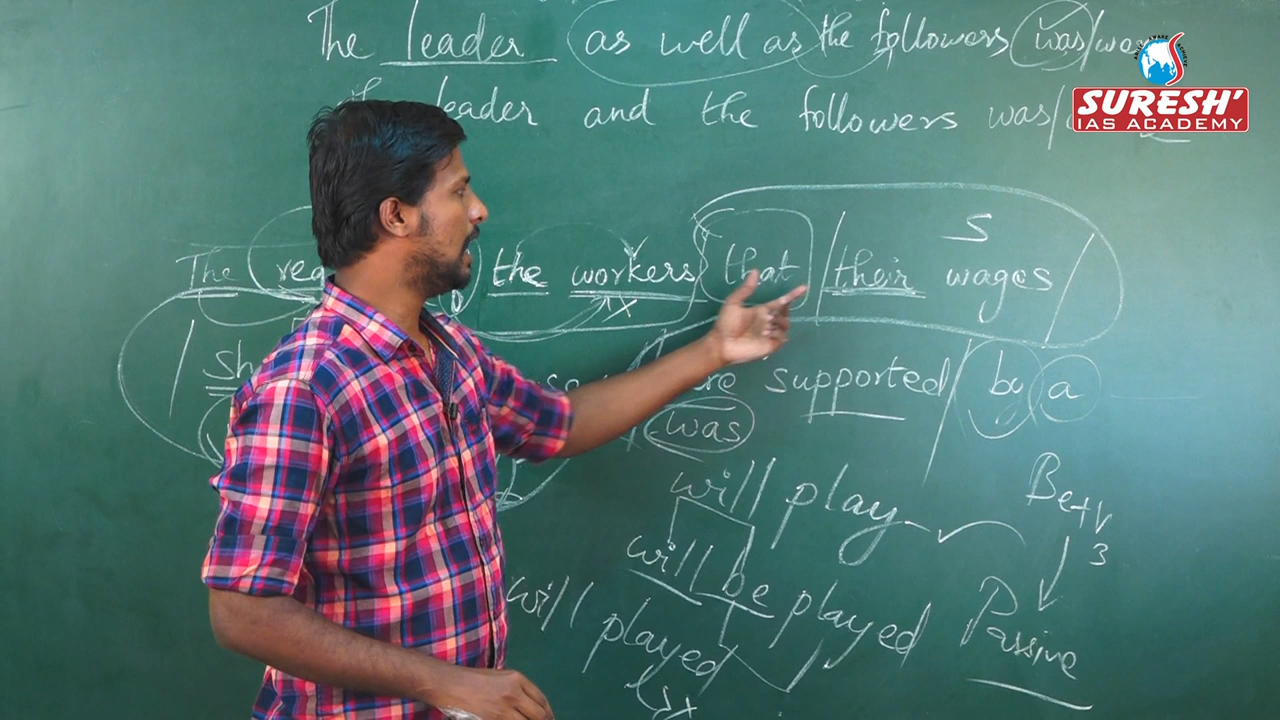 The leader as well as the followers was/
leader and the followers was/
SURESH'
IAS ACADEMY
S
The the workers that / their wages /
/ supported / by a
was
will play Be+V3
will be played Passive
will played
x